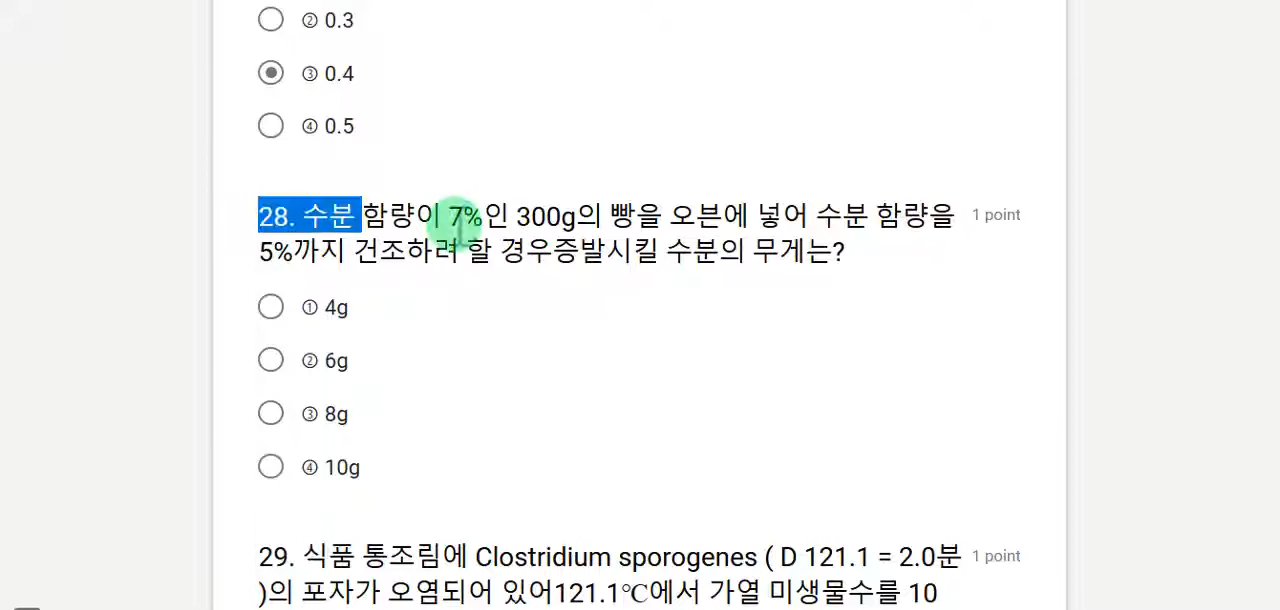 ② 0.3
③ 0.4
④ 0.5
28. 수분 함량이 7%인 300g의 빵을 오븐에 넣어 수분 함량을 1 point
5%까지 건조하려 할 경우증발시킬 수분의 무게는?
① 4g
② 6g
③ 8g
④ 10g
29. 식품 통조림에 Clostridium sporogenes ( D 121.1 = 2.0분 1 point
)의 포자가 오염되어 있어121.1℃에서 가열 미생물수를 10